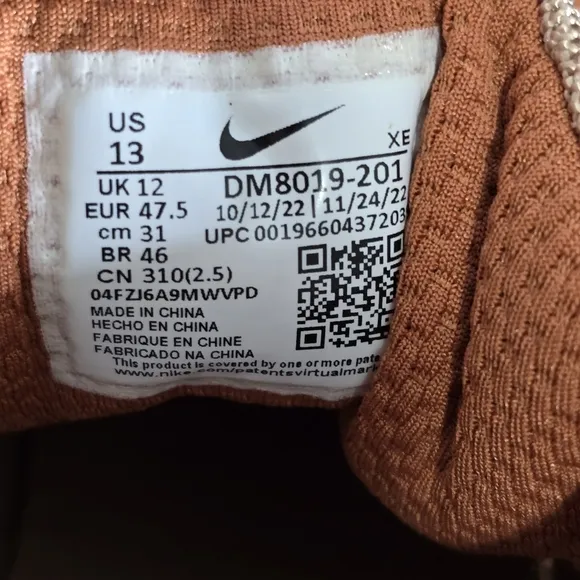 US
13
XE
UK 12
DM8019-201
EUR 47.5
10/12/22 | 11/24/22
cm 31
UPC 0019660437203
BR 46
CN 310(2.5)
04FZJ6A9MWVPD
MADE IN CHINA
HECHO EN CHINA
FABRIQUE EN CHINE
FABRICADO NA CHINA
This product is covered by one or more pate
www.nike.com/patentsvirtualmar